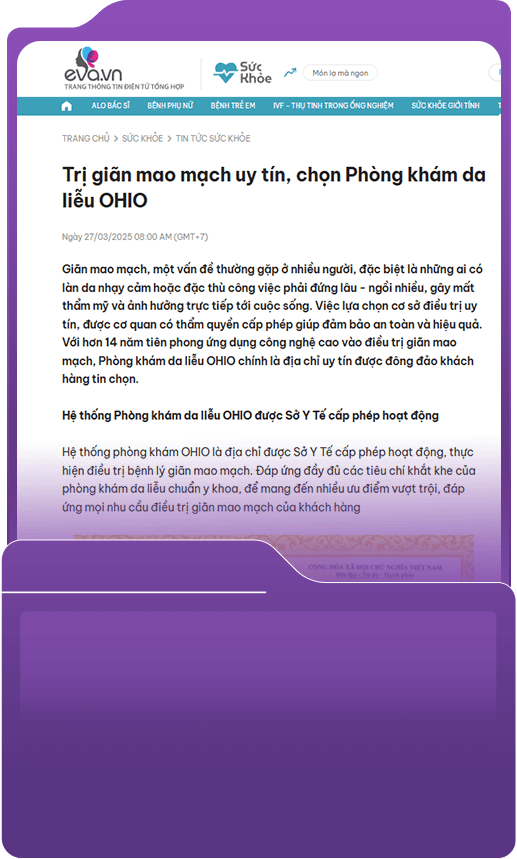 eva.vn
TRANG THÔNG TIN ĐIỆN TỬ TỔNG HỢP
Sức
Khỏe
Món lạ mà ngon
ALO BÁC SĨ BỆNH PHỤ NỮ BỆNH TRẺ EM IVF - THỤ TINH TRONG ỐNG NGHIỆM SỨC KHỎE GIỚI TÍNH
TRANG CHỦ > SỨC KHỎE > TIN TỨC SỨC KHỎE
Trị giãn mao mạch uy tín, chọn Phòng khám da
liễu OHIO
Ngày 27/03/2025 08:00 AM (GMT+7)
Giãn mao mạch, một vấn đề thường gặp ở nhiều người, đặc biệt là những ai có
làn da nhạy cảm hoặc đặc thù công việc phải đứng lâu - ngồi nhiều, gây mất
thẩm mỹ và ảnh hưởng trực tiếp tới cuộc sống. Việc lựa chọn cơ sở điều trị uy
tín, được cơ quan có thẩm quyền cấp phép giúp đảm bảo an toàn và hiệu quả.
Với hơn 14 năm tiên phong ứng dụng công nghệ cao vào điều trị giãn mao
mạch, Phòng khám da liễu OHIO chính là địa chỉ uy tín được đông đảo khách
hàng tin chọn.
Hệ thống Phòng khám da liễu OHIO được Sở Y Tế cấp phép hoạt động
Hệ thống phòng khám OHIO là địa chỉ được Sở Y Tế cấp phép hoạt động, thực
hiện điều trị bệnh lý giãn mao mạch. Đáp ứng đầy đủ các tiêu chí khắt khe của
phòng khám da liễu chuẩn y khoa, để mang đến nhiều ưu điểm vượt trội, đáp
ứng mọi nhu cầu điều trị giãn mao mạch của khách hàng
CỘNG HÒA XÃ HỘI CHỦ NGHĨA VIỆT NAM
Độc lập - Tự do - Hạnh phúc